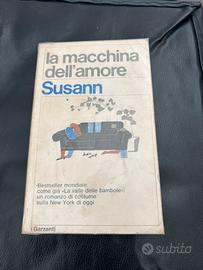 la macchina
dell'amore
Susann
Bestseller mondiale
come già «La valle delle bambole»:
un romanzo di costume
sulla New York di oggi
i Garzanti
subito